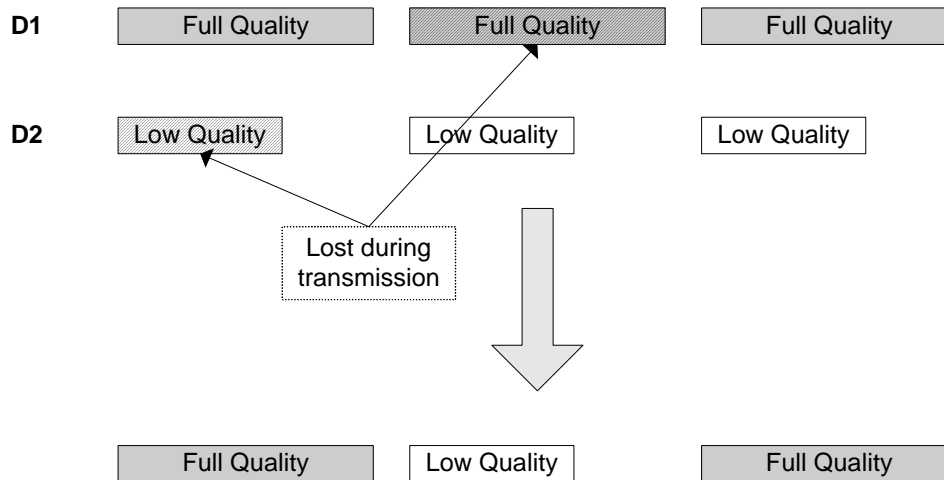 D1 Full Quality Full Quality Full Quality
D2 Low Quality Low Quality Low Quality
Lost during
transmission
Full Quality Low Quality Full Quality